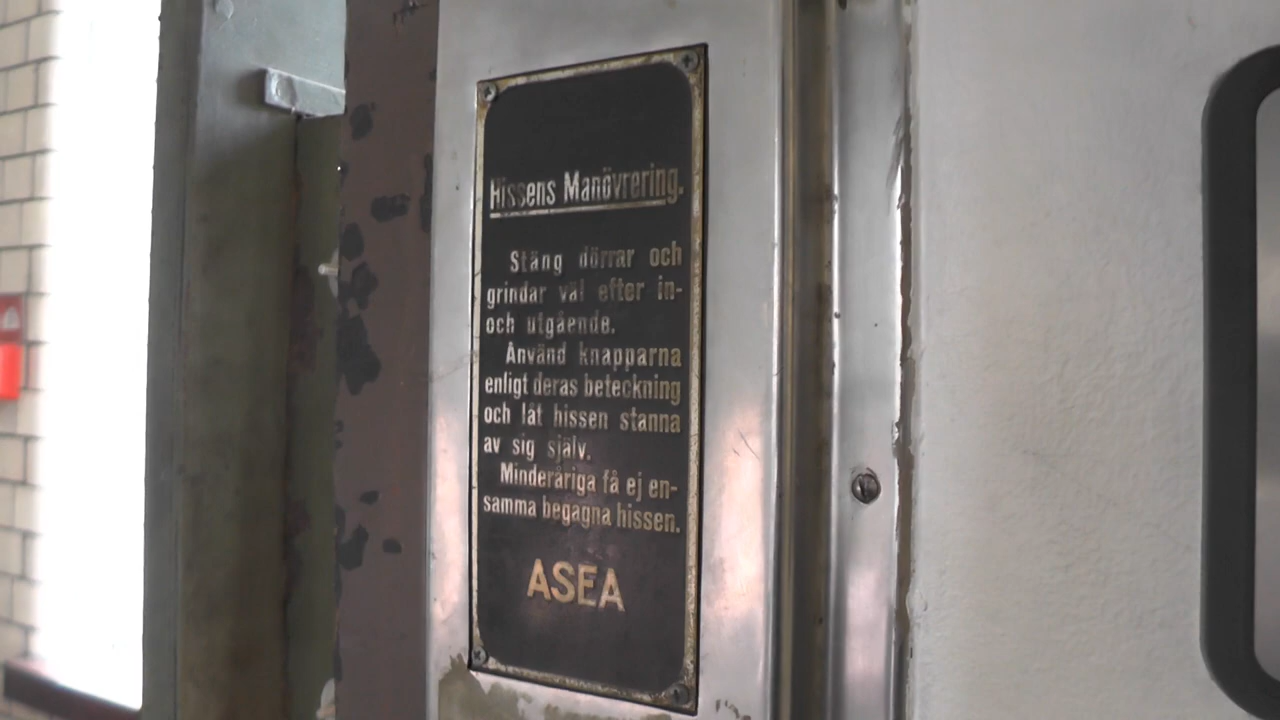 Hissens Manövrering.
Stäng dörrar och
grindar väl efter in-
och utgående.
Använd knapparna
enligt deras beteckning
och låt hissen stanna
av sig själv.
Minderåriga få ej en-
samma begagna hissen.
ASEA